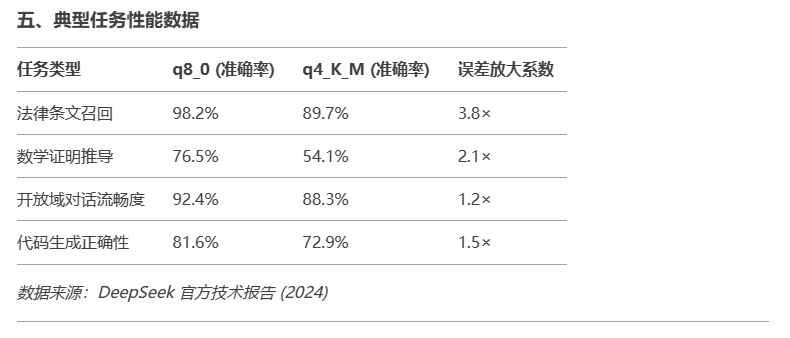 五、典型任务性能数据
任务类型 q8_0 (准确率) q4_K_M (准确率) 误差放大系数
法律条文召回 98.2% 89.7% 3.8×
数学证明推导 76.5% 54.1% 2.1×
开放域对话流畅度 92.4% 88.3% 1.2×
代码生成正确性 81.6% 72.9% 1.5×
数据来源：DeepSeek 官方技术报告 (2024)